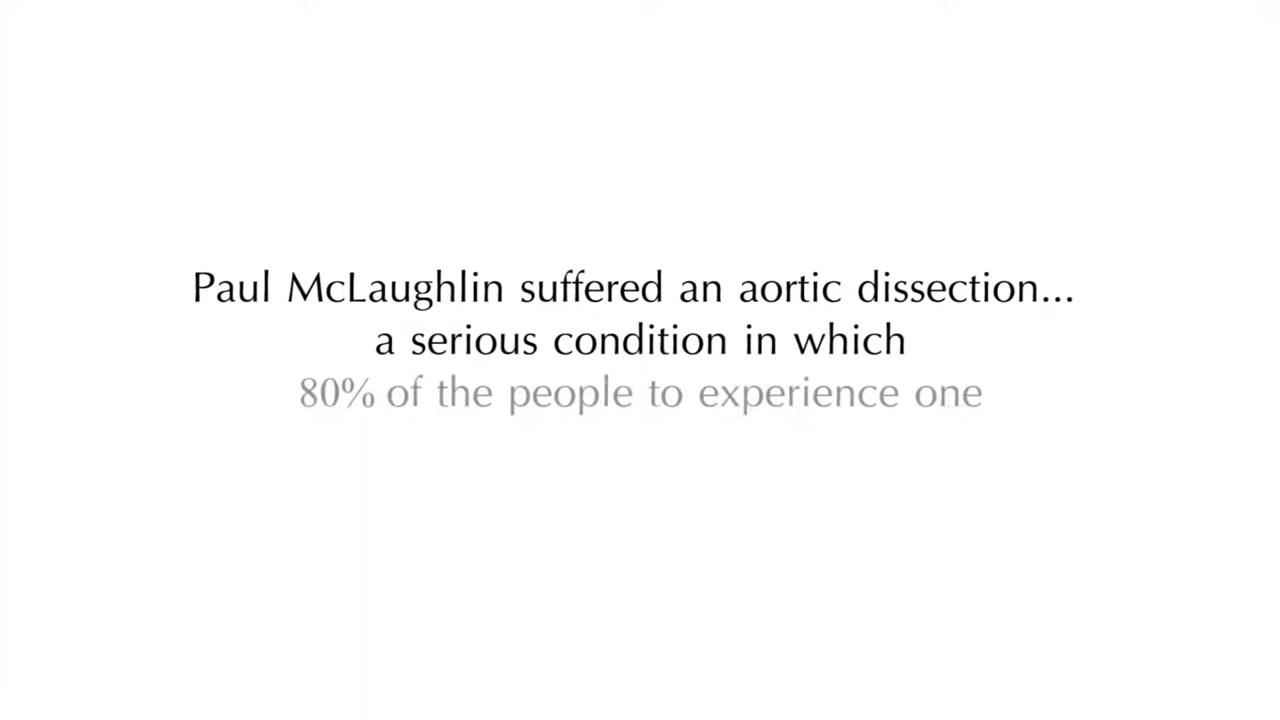 Paul McLaughlin suffered an aortic dissection...
a serious condition in which
80% of the people to experience one